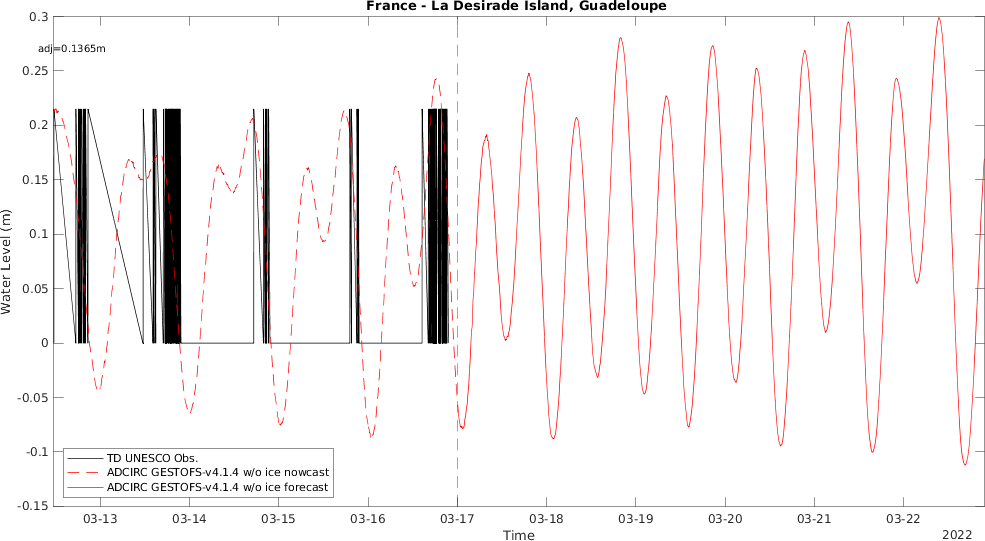 France - La Desirade Island, Guadeloupe
adj=0.1365m
0.3
0.25
0.2
0.15
0.1
0.05
0
-0.05
-0.1
-0.15
Water Level (m)
TD UNESCO Obs.
ADCIRC GESTOFS-v4.1.4 w/o ice nowcast
ADCIRC GESTOFS-v4.1.4 w/o ice forecast
03-13 03-14 03-15 03-16 03-17 03-18 03-19 03-20 03-21 03-22
Time
2022